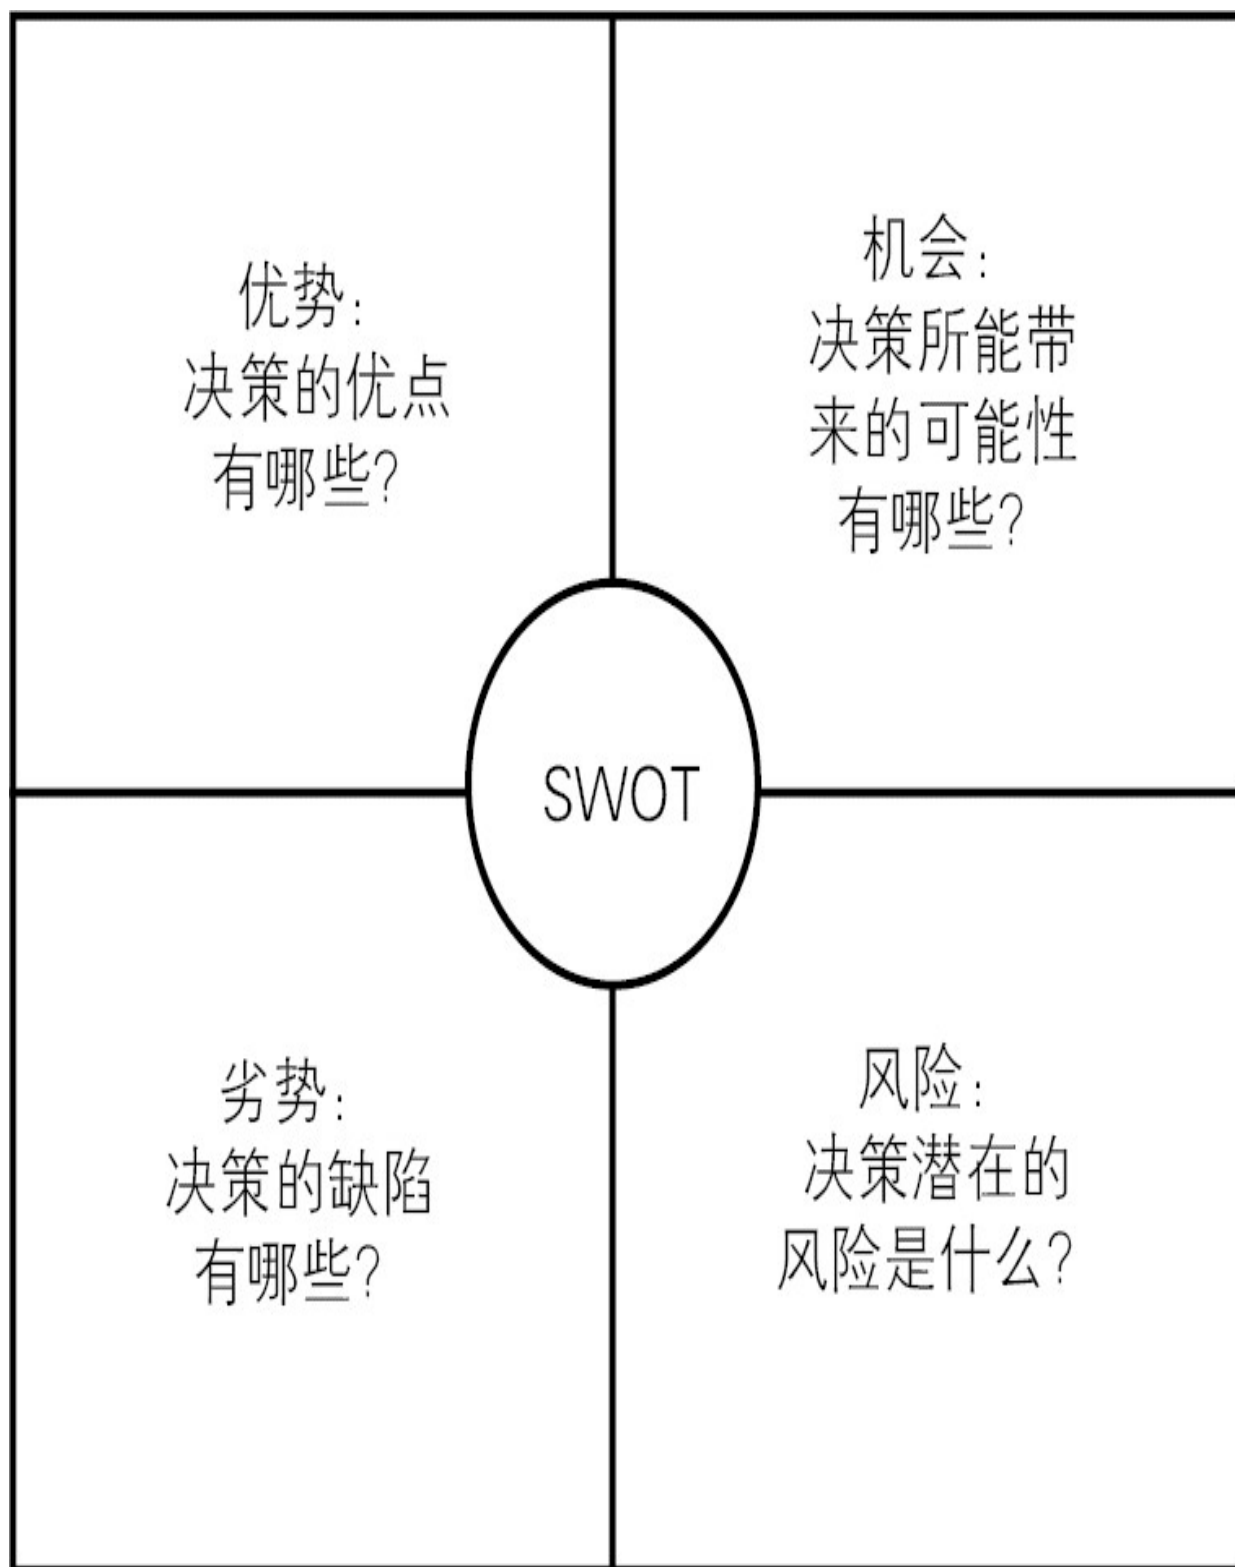 优势：
决策的优点
有哪些？
机会：
决策所能带
来的可能性
有哪些？
SWOT
劣势：
决策的缺陷
有哪些？
风险：
决策潜在的
风险是什么？